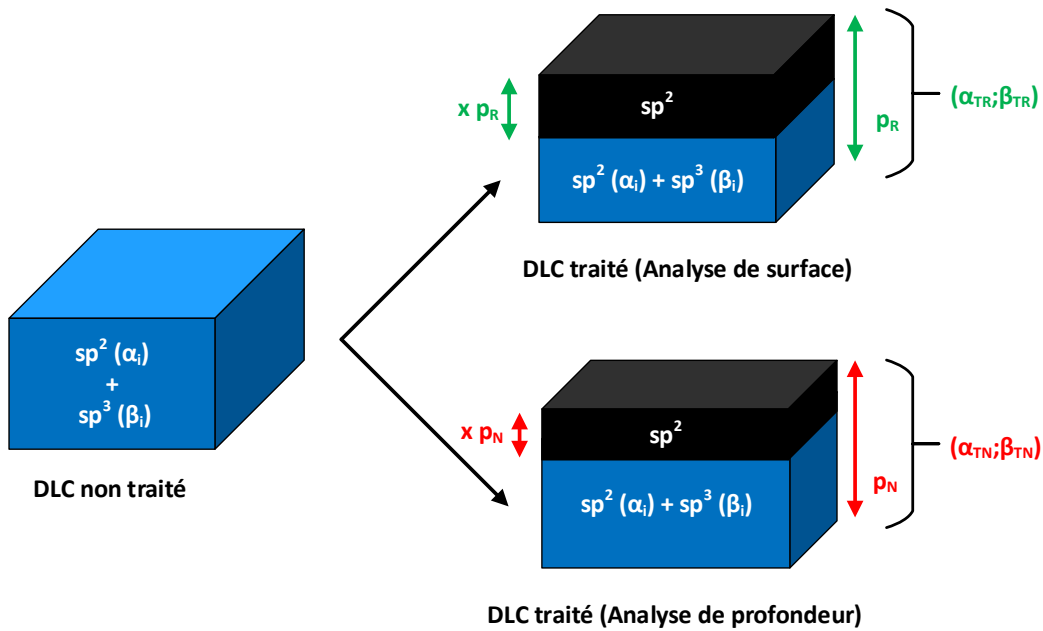 sp² (αᵢ)
+
sp³ (βᵢ)
DLC non traité
x p_R
sp²
sp² (αᵢ) + sp³ (βᵢ)
p_R
(α_TR;β_TR)
DLC traité (Analyse de surface)
x p_N
sp²
sp² (αᵢ) + sp³ (βᵢ)
p_N
(α_TN;β_TN)
DLC traité (Analyse de profondeur)